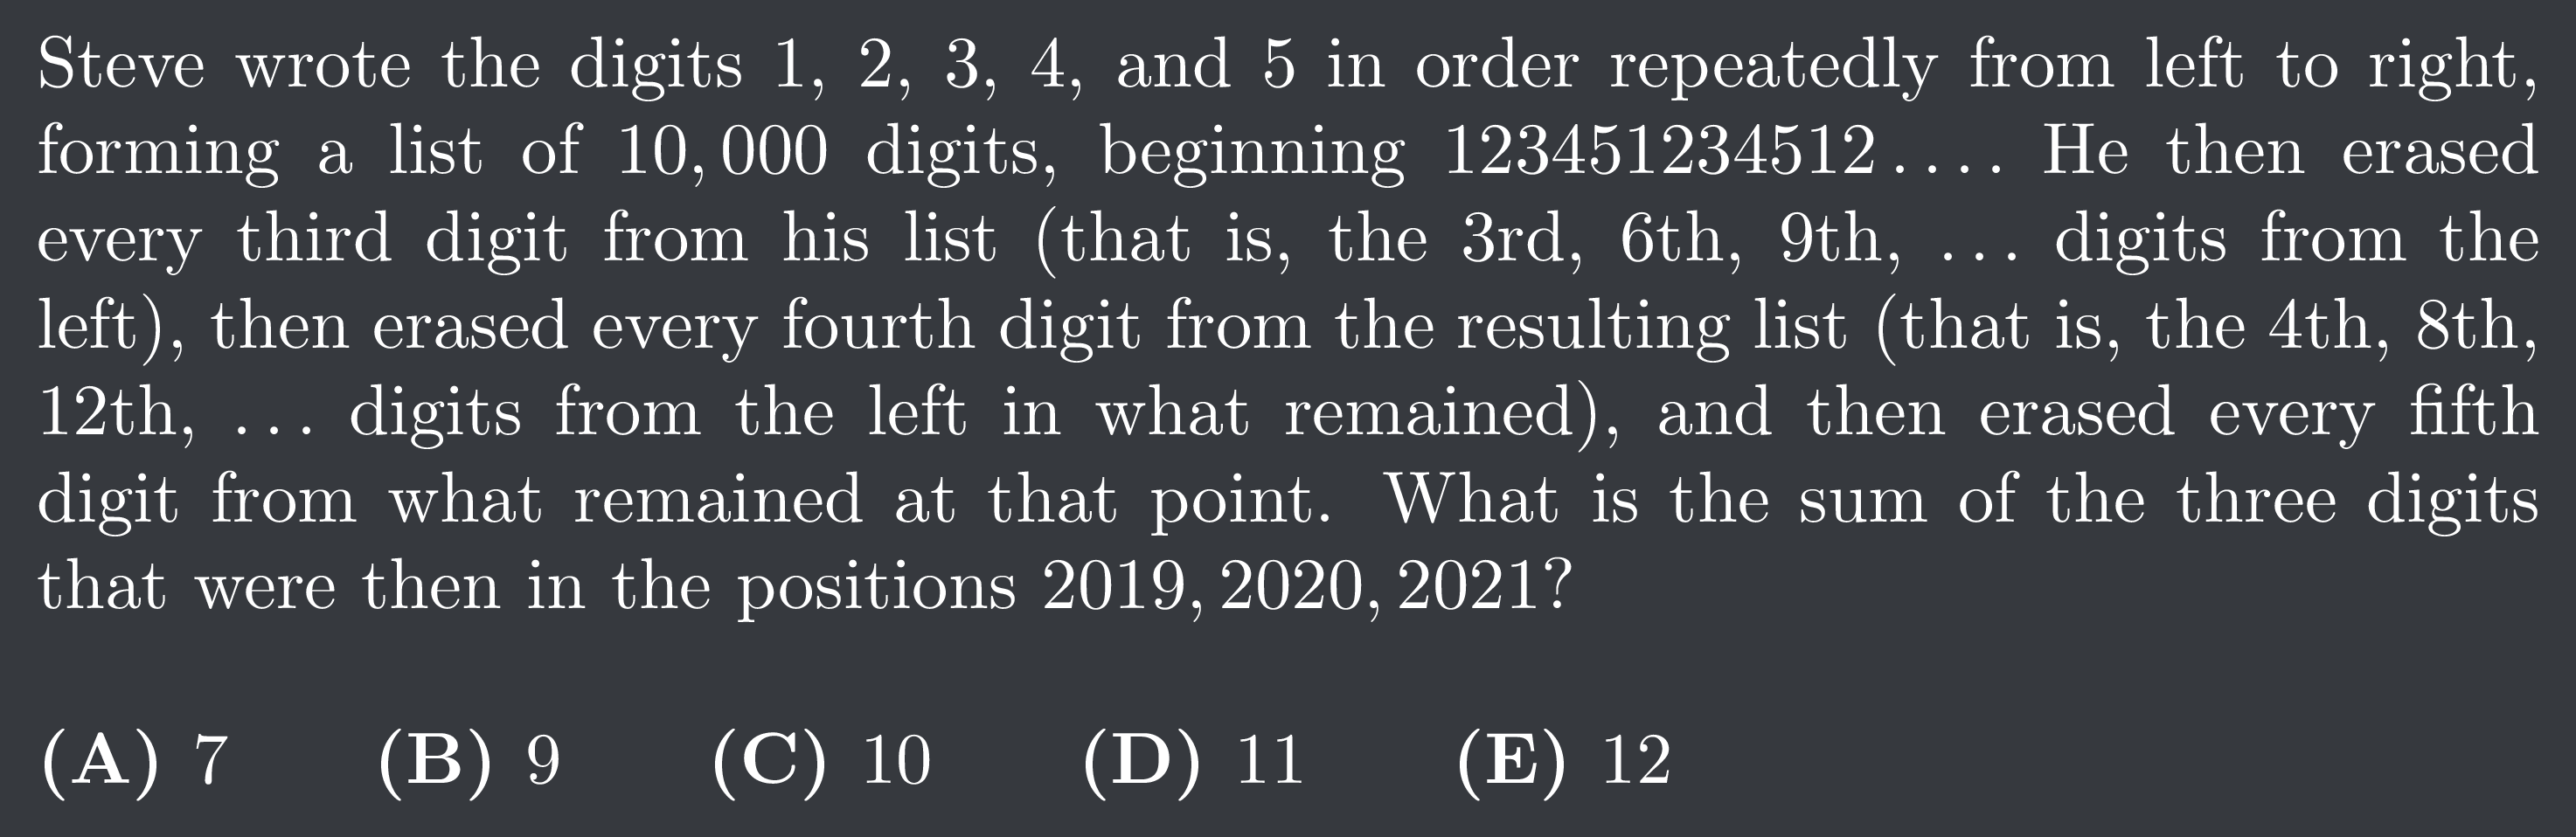 Steve wrote the digits 1, 2, 3, 4, and 5 in order repeatedly from left to right,
forming a list of 10,000 digits, beginning 123451234512.... He then erased
every third digit from his list (that is, the 3rd, 6th, 9th, ... digits from the
left), then erased every fourth digit from the resulting list (that is, the 4th, 8th,
12th, ... digits from the left in what remained), and then erased every fifth
digit from what remained at that point. What is the sum of the three digits
that were then in the positions 2019, 2020, 2021?
(A) 7 (B) 9 (C) 10 (D) 11 (E) 12